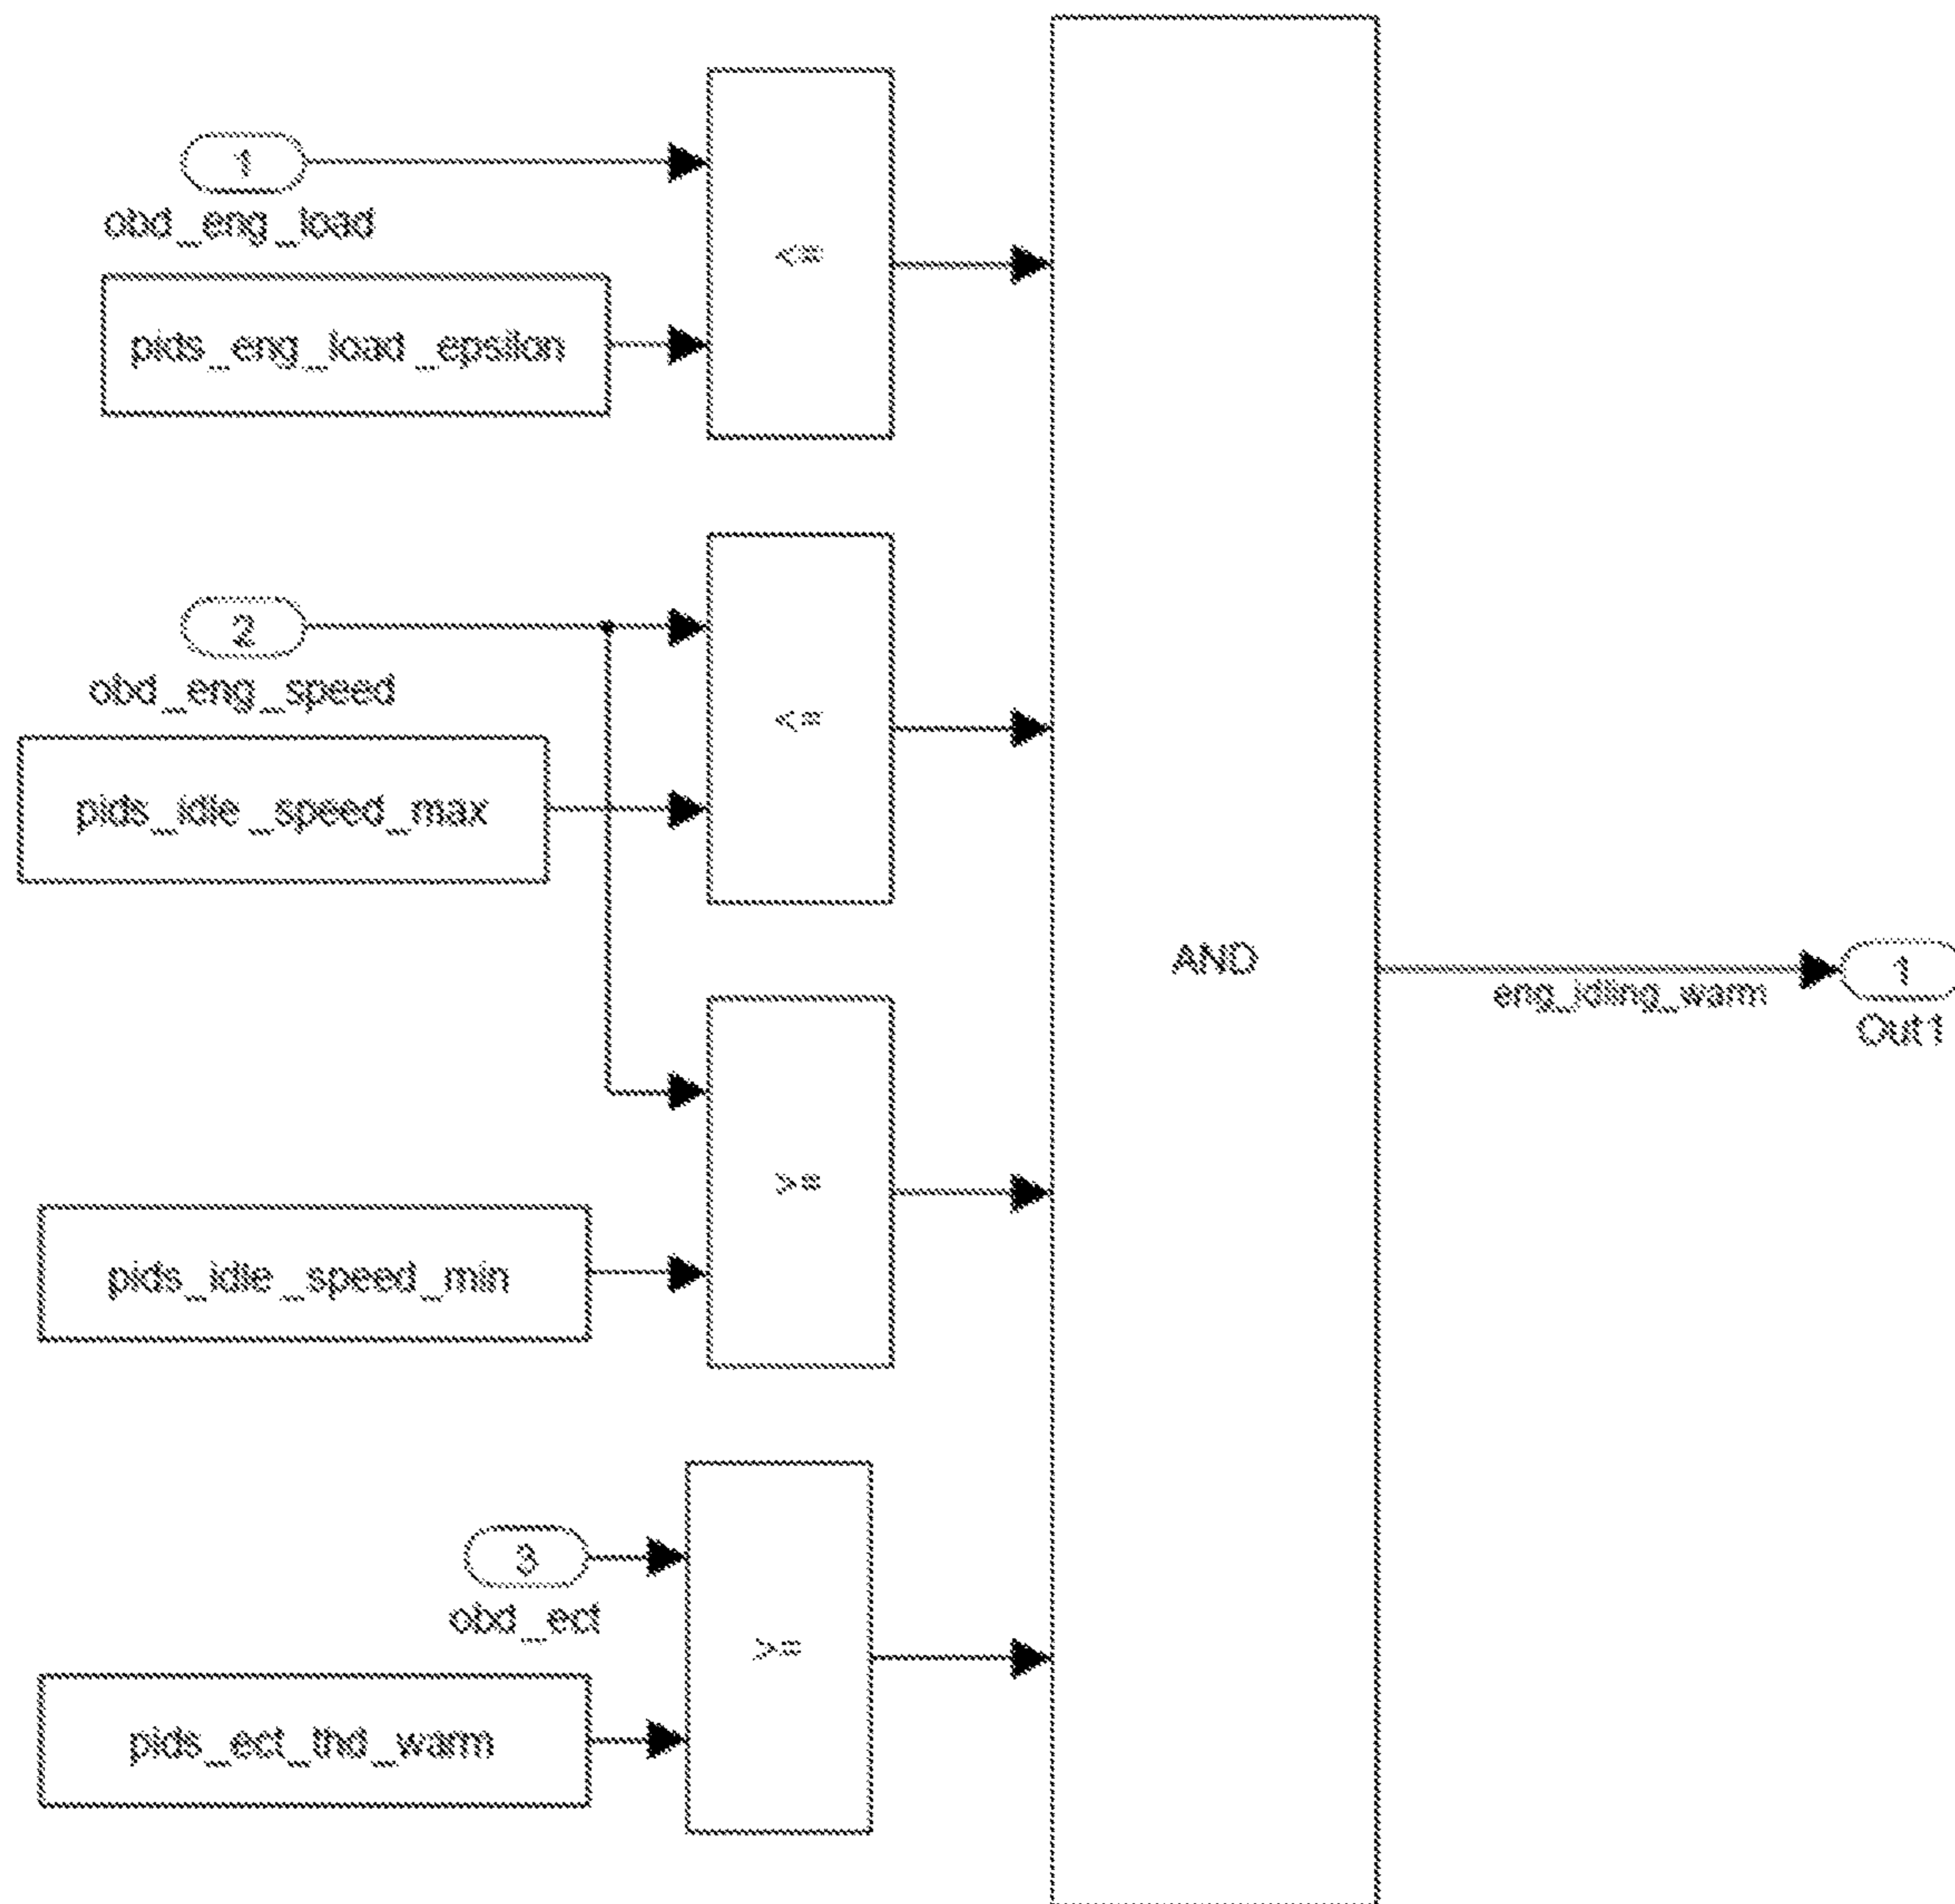 1
obd_eng_load
pids_eng_load_epsilon
<=
2
obd_eng_speed
pids_idle_speed_max
<=
AND
eng_idling_warm
1
Out1
>=
pids_idle_speed_min
3
obd_ect
>=
pids_ect_thd_warm